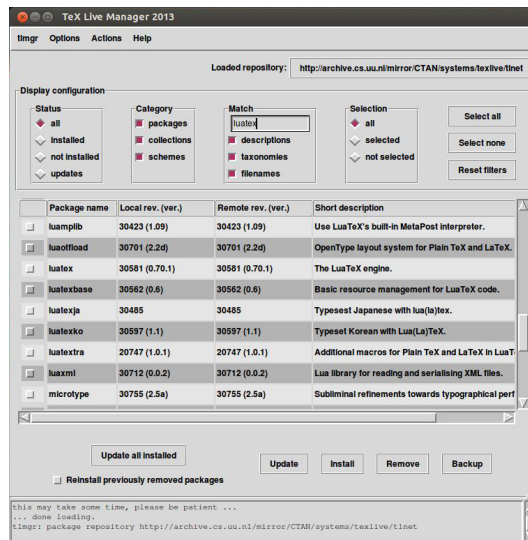 TeX Live Manager 2013
tlmgr Options Actions Help
Loaded repository: http://archive.cs.uu.nl/mirror/CTAN/systems/texlive/tlnet
Display configuration
Status Category Match Selection
all packages luatex all Select all
installed collections descriptions selected Select none
not installed schemes taxonomies not selected
updates filenames Reset filters
Package name Local rev. (ver.) Remote rev. (ver.) Short description
luamplib 30423 (1.09) 30423 (1.09) Use LuaTeX's built-in MetaPost interpreter.
luaotfload 30701 (2.2d) 30701 (2.2d) OpenType layout system for Plain TeX and LaTeX.
luatex 30581 (0.70.1) 30581 (0.70.1) The LuaTeX engine.
luatexbase 30562 (0.6) 30562 (0.6) Basic resource management for LuaTeX code.
luatexja 30485 30485 Typesest Japanese with lua(la)tex.
luatexko 30597 (1.1) 30597 (1.1) Typeset Korean with Lua(La)TeX.
luatextra 20747 (1.0.1) 20747 (1.0.1) Additional macros for Plain TeX and LaTeX in LuaT
luaxml 30712 (0.0.2) 30712 (0.0.2) Lua library for reading and serialising XML files.
microtype 30755 (2.5a) 30755 (2.5a) Subliminal refinements towards typographical perf
Update all installed Update Install Remove Backup
Reinstall previously removed packages
this may take some time, please be patient ...
... done loading.
tlmgr: package repository http://archive.cs.uu.nl/mirror/CTAN/systems/texlive/tlnet